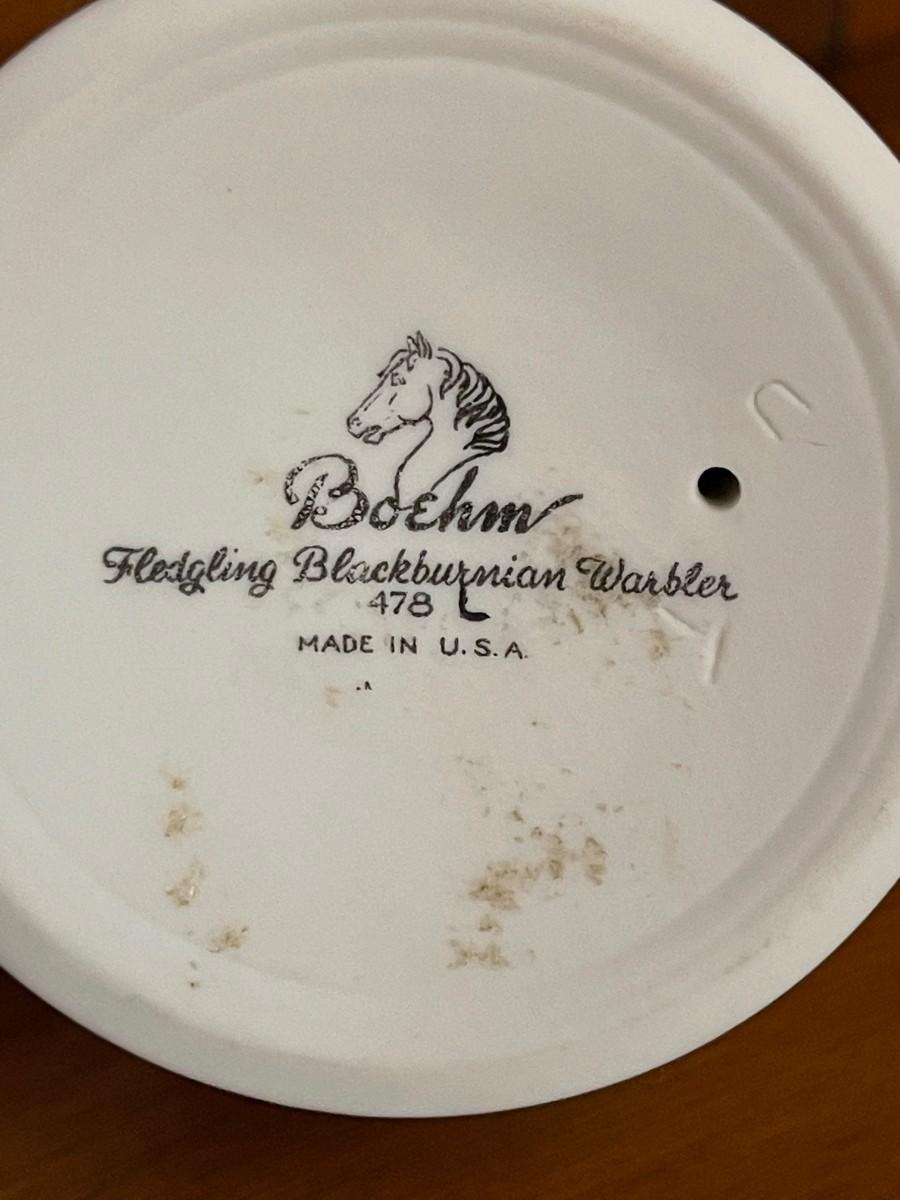 Boehm
Fledgling Blackburnian Warbler
478 L
MADE IN U.S.A.
U
Y